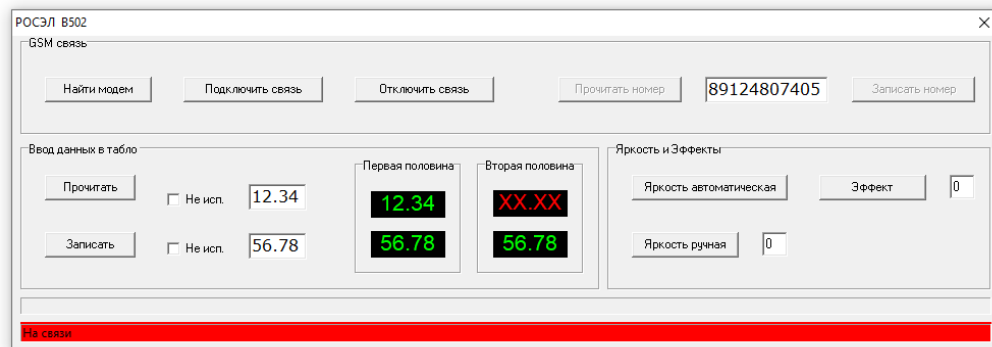 РОСЭЛ В502
GSM связь
Найти модем Подключить связь Отключить связь Прочитать номер 89124807405 Записать номер
Ввод данных в табло
Первая половина Вторая половина
Прочитать Не исп. 12.34 12.34 XX.XX
Записать Не исп. 56.78 56.78 56.78
Яркость и Эффекты
Яркость автоматическая Эффект 0
Яркость ручная 0
На связи